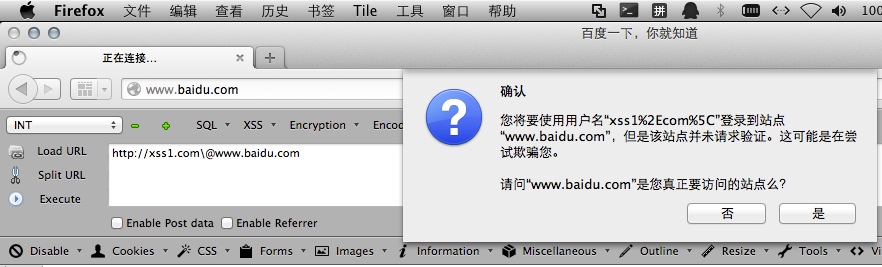 Firefox 文件 编辑 查看 历史 书签 Tile 工具 窗口 帮助 拼 100
百度一下，你就知道
正在连接...
www.baidu.com
INT SQL XSS Encryption Encod
Load URL
Split URL
Execute
http://xss1.com\@www.baidu.com
Enable Post data Enable Referrer
确认
您将要使用用户名“xss1%2Ecom%5C”登录到站点
“www.baidu.com”，但是该站点并未请求验证。这可能是在尝
试欺骗您。
请问“www.baidu.com”是您真正要访问的站点么？
否 是
Disable Cookies CSS Forms Images Information Miscellaneous Outline Resize Tools Vi